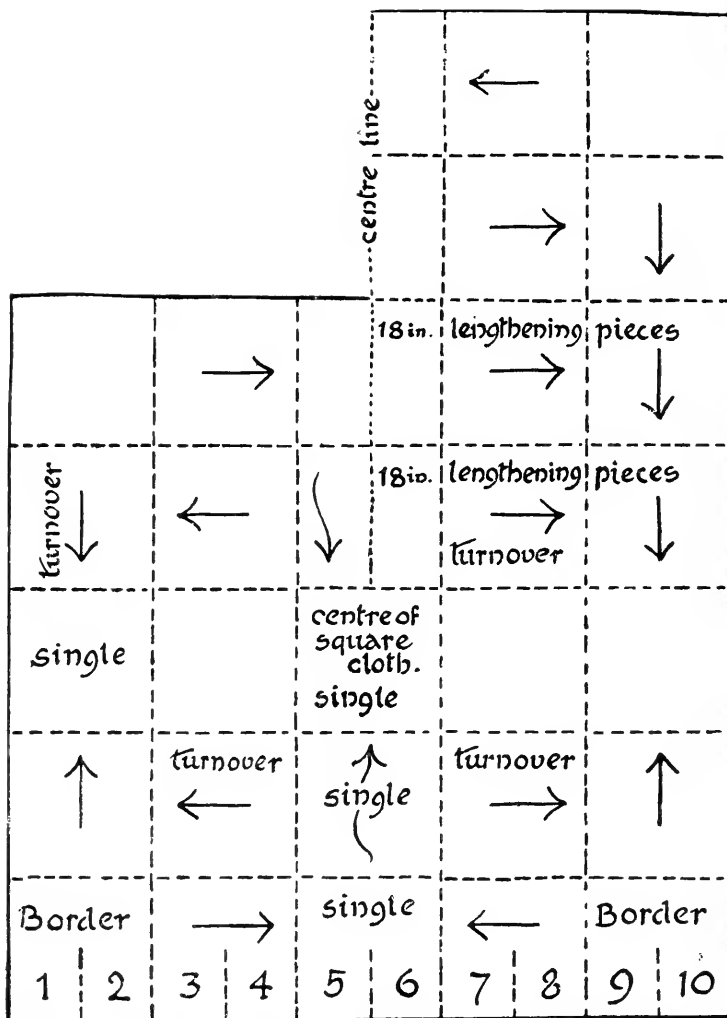 centre line
18 in. lengthening pieces
turnover
18 in. lengthening pieces
turnover
single
centre of
square
cloth.
single
turnover
turnover
single
Border
single
Border
1 2 3 4 5 6 7 8 9 10